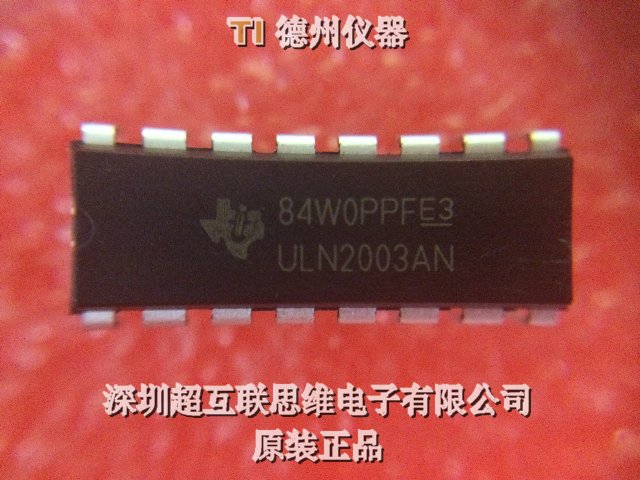 TI 德州仪器
84W0PPFE3
ULN2003AN
深圳超互联思维电子有限公司
原装正品